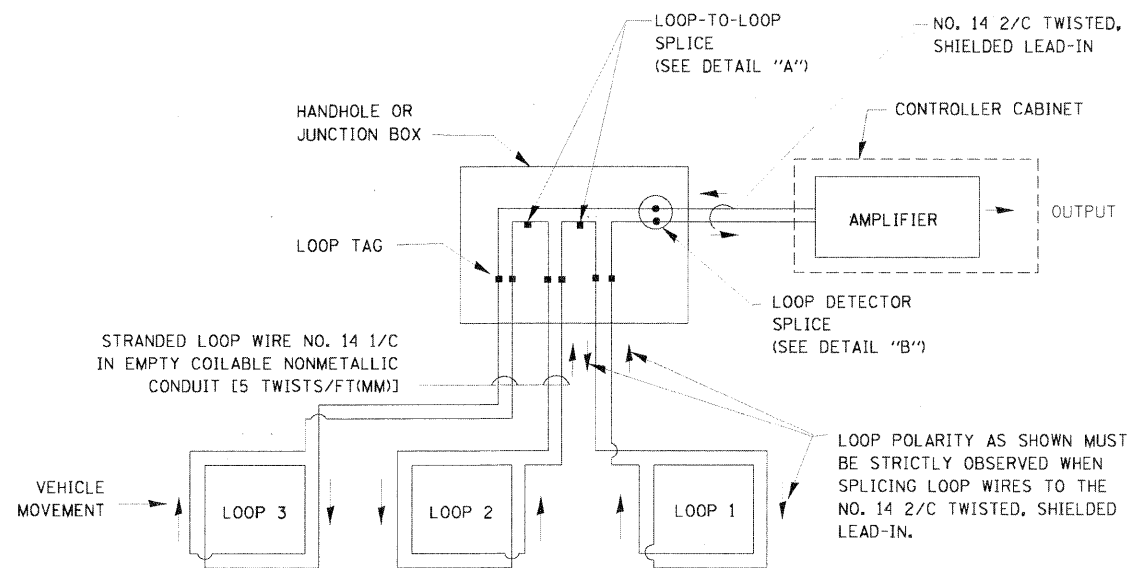 LOOP-TO-LOOP
SPLICE
(SEE DETAIL "A")
NO. 14 2/C TWISTED,
SHIELDED LEAD-IN
HANDHOLE OR
JUNCTION BOX
CONTROLLER CABINET
AMPLIFIER
OUTPUT
LOOP TAG
LOOP DETECTOR
SPLICE
(SEE DETAIL "B")
STRANDED LOOP WIRE NO. 14 1/C
IN EMPTY COILABLE NONMETALLIC
CONDUIT [5 TWISTS/FT(MM)]
LOOP POLARITY AS SHOWN MUST
BE STRICTLY OBSERVED WHEN
SPLICING LOOP WIRES TO THE
NO. 14 2/C TWISTED, SHIELDED
LEAD-IN.
VEHICLE
MOVEMENT
LOOP 3
LOOP 2
LOOP 1